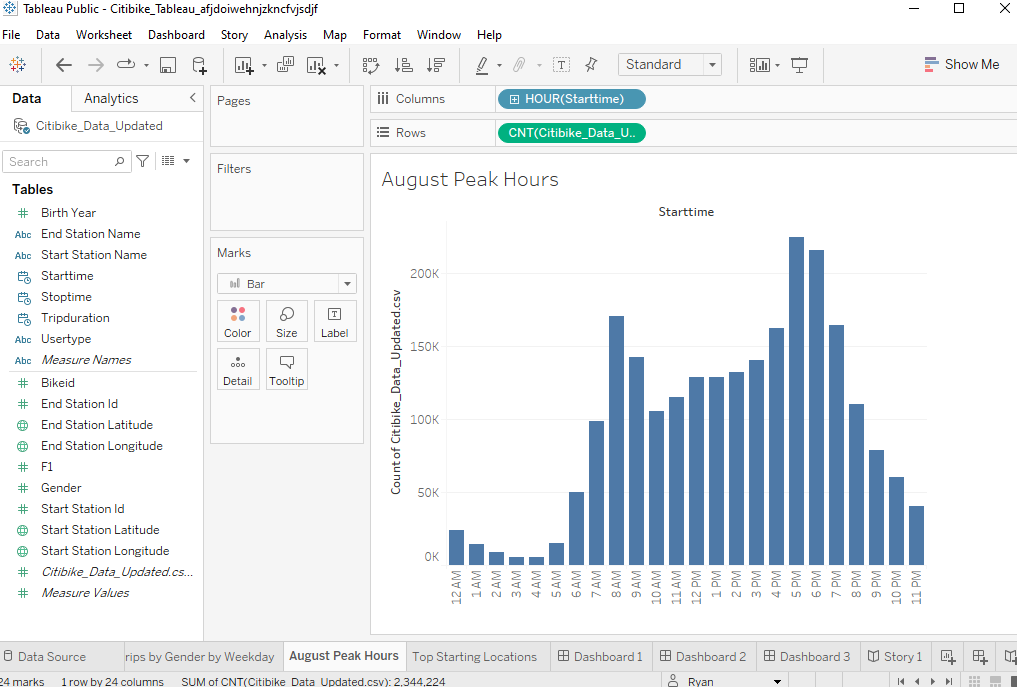 Tableau Public - Citibike_Tableau_afjdoiwehnjzkncfvjsdjf
File Data Worksheet Dashboard Story Analysis Map Format Window Help
Standard Show Me
Data Analytics
Citibike_Data_Updated
Search
Tables
# Birth Year
Abc End Station Name
Abc Start Station Name
Starttime
Stoptime
Tripduration
Abc Usertype
Abc Measure Names
# Bikeid
# End Station Id
End Station Latitude
End Station Longitude
# F1
# Gender
# Start Station Id
Start Station Latitude
Start Station Longitude
# Citibike_Data_Updated.cs...
# Measure Values
Pages
Filters
Marks
Bar
Color Size Label
Detail Tooltip
Columns HOUR(Starttime)
Rows CNT(Citibike_Data_U..
August Peak Hours
Starttime
Count of Citibike_Data_Updated.csv
200K
150K
100K
50K
0K
12 AM 1 AM 2 AM 3 AM 4 AM 5 AM 6 AM 7 AM 8 AM 9 AM 10 AM 11 AM 12 PM 1 PM 2 PM 3 PM 4 PM 5 PM 6 PM 7 PM 8 PM 9 PM 10 PM 11 PM
Data Source rips by Gender by Weekday August Peak Hours Top Starting Locations Dashboard 1 Dashboard 2 Dashboard 3 Story 1
24 marks 1 row by 24 columns SUM of CNT(Citibike_Data_Updated.csv): 2,344,224 Ryan